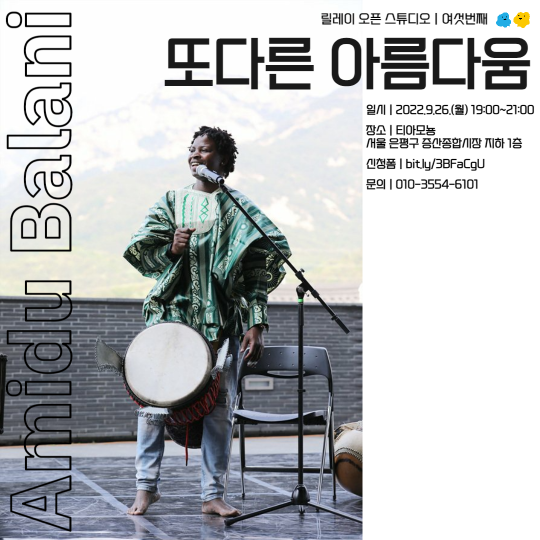 릴레이 오픈 스튜디오 | 여섯번째
또다른 아름다움
일시 | 2022.9.26.(월) 19:00~21:00
장소 | 티아모뇽
서울 은평구 증산종합시장 지하 1층
신청폼 | bit.ly/3BFaCgU
문의 | 010-3554-6101
Amidu Balani